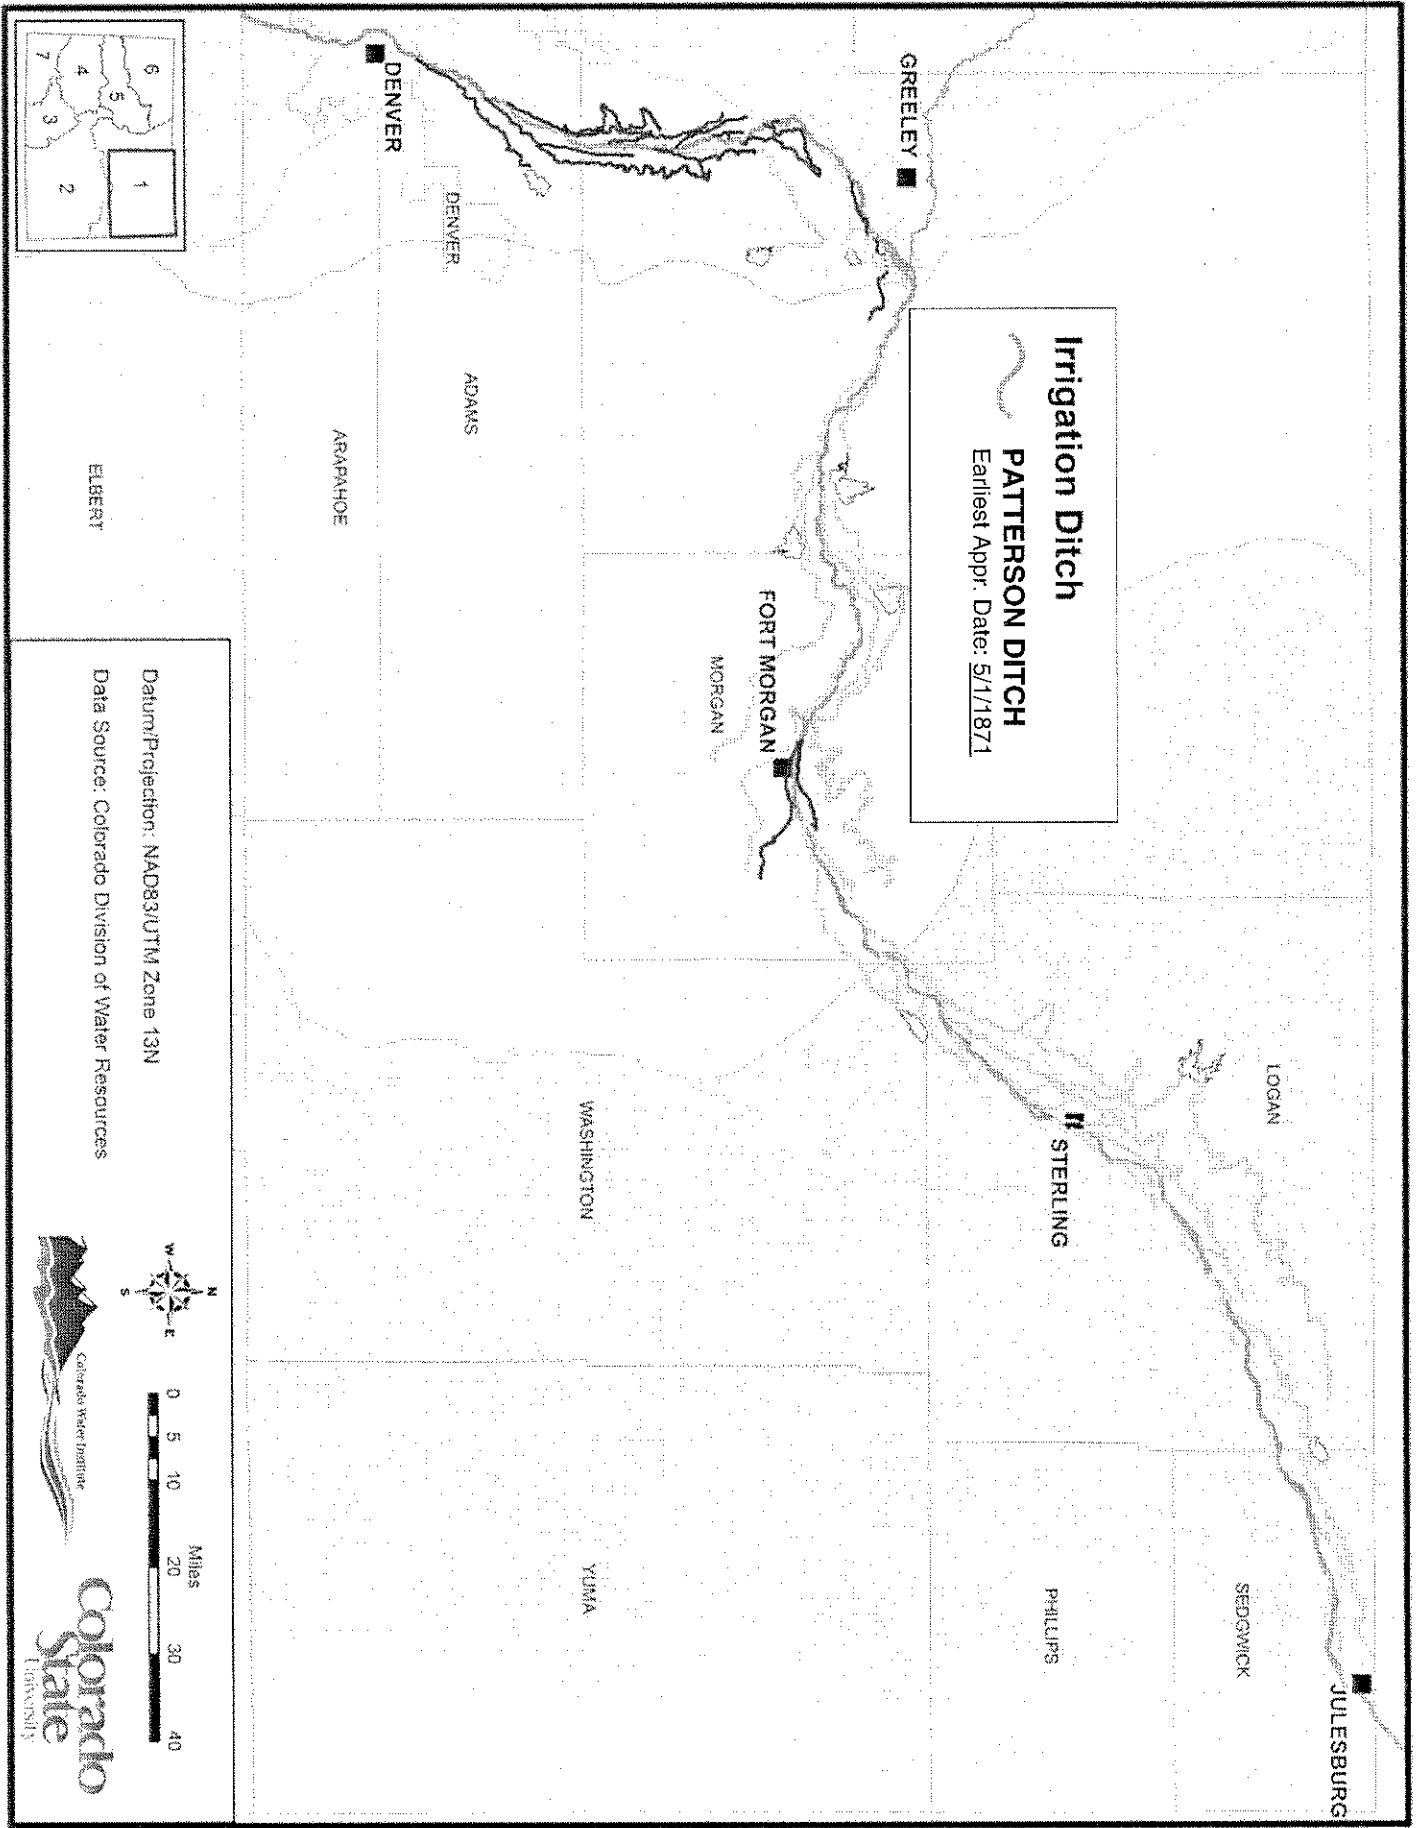 Irrigation Ditch
PATTERSON DITCH
Earliest Appr. Date: 5/1/1871
JULESBURG
SEDGWICK
PHILLIPS
LOGAN
STERLING
YUMA
WASHINGTON
GREELEY
FORT MORGAN
MORGAN
DENVER
DENVER
ADAMS
ARAPAHOE
ELBERT
6
5
4
7
3
1
2
Datum/Projection: NAD83/UTM Zone 13N
Data Source: Colorado Division of Water Resources
N
W
E
S
Miles
0 5 10 20 30 40
Colorado Water Institute
Colorado
State
University